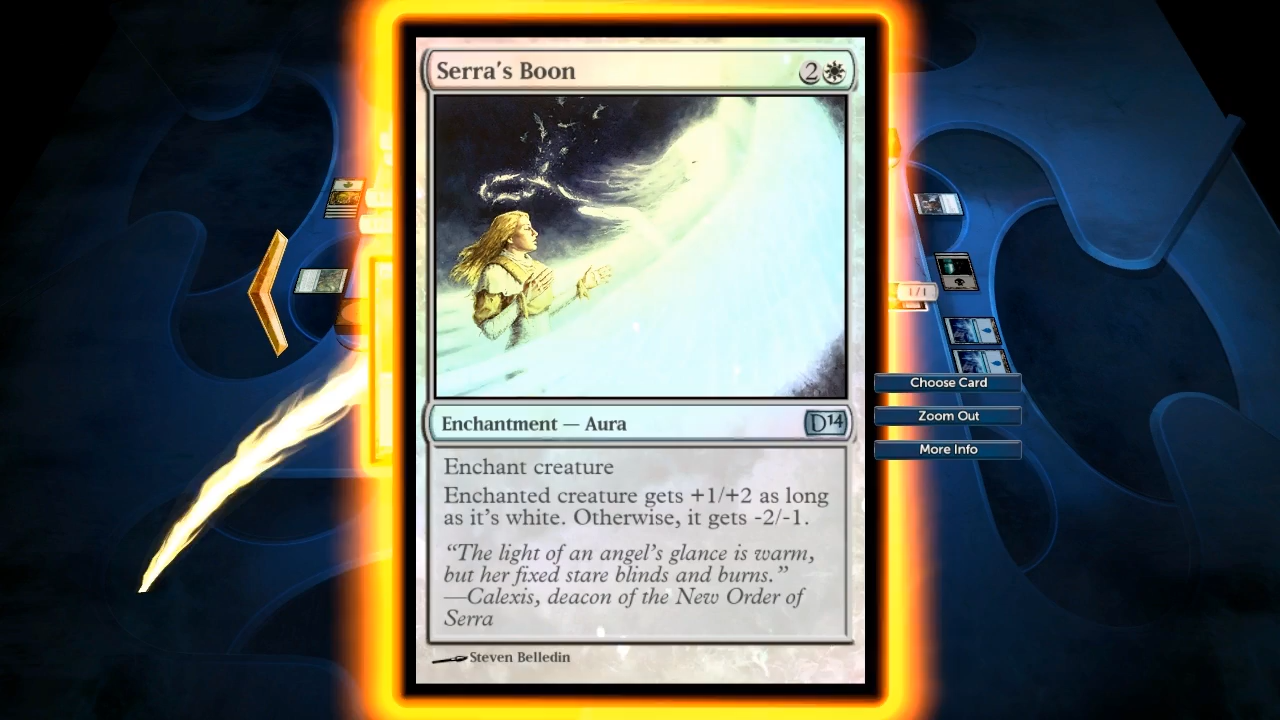 Serra's Boon 2
Enchantment — Aura D14
Enchant creature
Enchanted creature gets +1/+2 as long
as it's white. Otherwise, it gets -2/-1.
"The light of an angel's glance is warm,
but her fixed stare blinds and burns."
—Calexis, deacon of the New Order of
Serra
Steven Belledin
1/1
Choose Card
Zoom Out
More Info